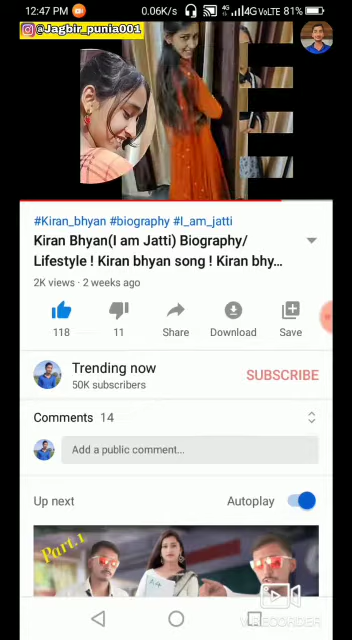 12:47 PM 0.06K/s 4G 4G VoLTE 81%
@Jagbir_punia001
#Kiran_bhyan #biography #I_am_jatti
Kiran Bhyan(I am Jatti) Biography/
Lifestyle ! Kiran bhyan song ! Kiran bhy...
2K views · 2 weeks ago
118 11 Share Download Save
Trending now
50K subscribers
SUBSCRIBE
Comments 14
Add a public comment...
Up next Autoplay
Part.1
RECORDER